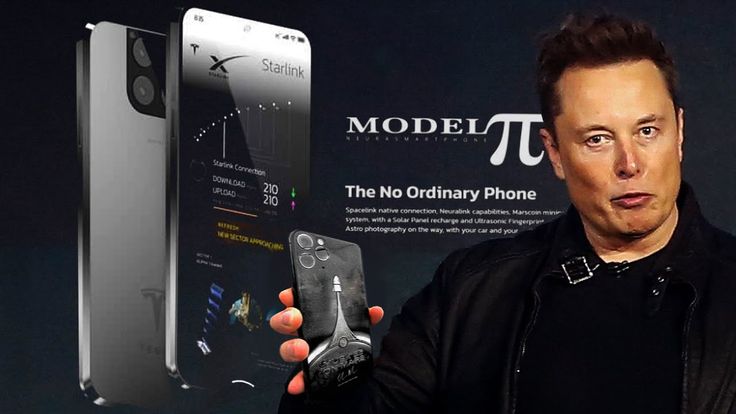 8:15
Starlink
Starlink Connection
DOWNLOAD 210
UPLOAD 210
REFRESH
NEW SECTOR APPROACHING
MODEL π
NEURASMARTPHONE
The No Ordinary Phone
Spacelink native connection, Neuralink capabilities, Marscoin mining
system, with a Solar Panel recharge and Ultrasonic Fingerprint
Astro photography on the way, with your car and your